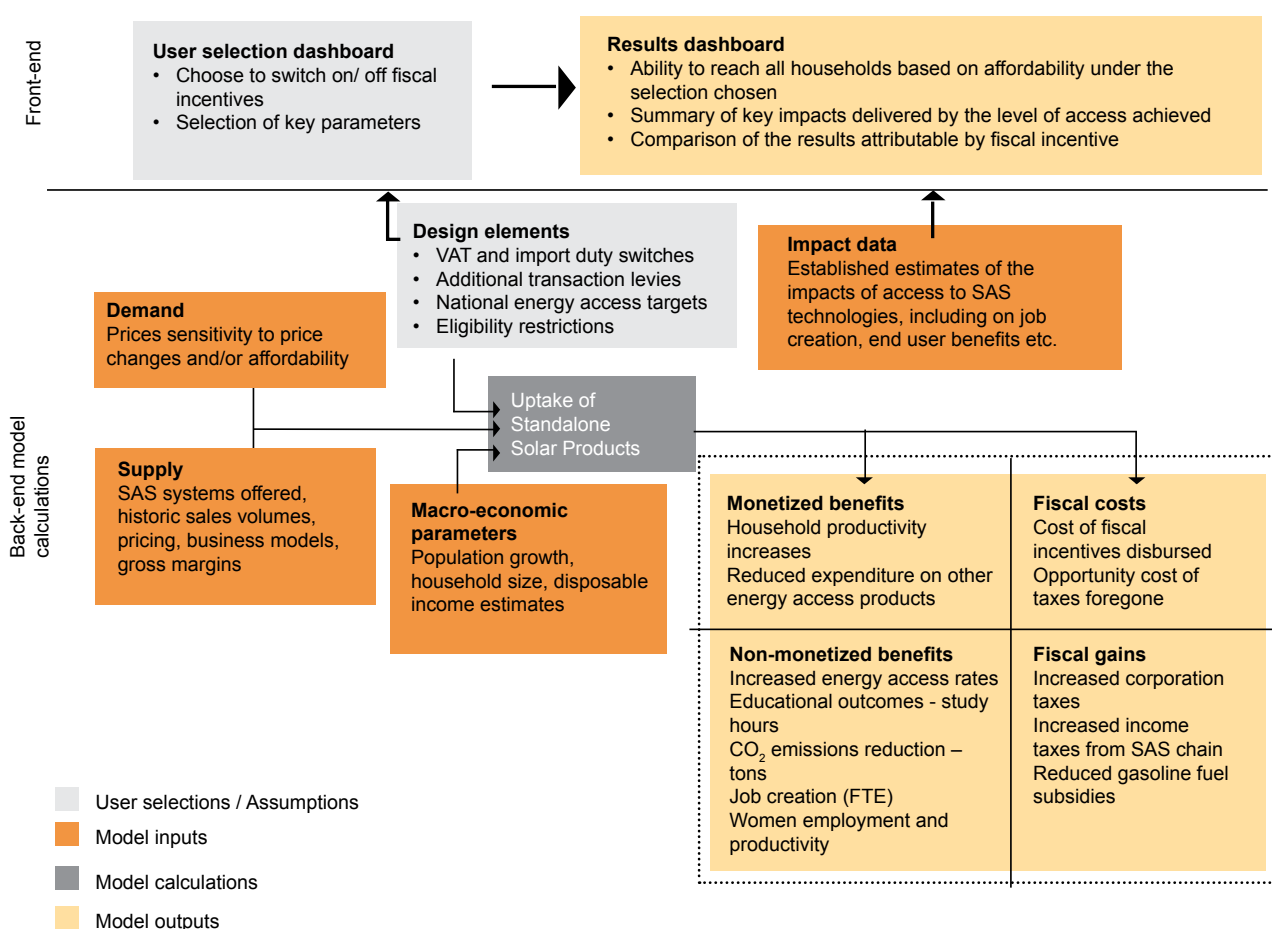 Front-end
User selection dashboard
• Choose to switch on/ off fiscal
incentives
• Selection of key parameters
Results dashboard
• Ability to reach all households based on affordability under the
selection chosen
• Summary of key impacts delivered by the level of access achieved
• Comparison of the results attributable by fiscal incentive
Back-end model
calculations
Design elements
• VAT and import duty switches
• Additional transaction levies
• National energy access targets
• Eligibility restrictions
Impact data
Established estimates of the
impacts of access to SAS
technologies, including on job
creation, end user benefits etc.
Demand
Prices sensitivity to price
changes and/or affordability
Uptake of
Standalone
Solar Products
Supply
SAS systems offered,
historic sales volumes,
pricing, business models,
gross margins
Macro-economic
parameters
Population growth,
household size, disposable
income estimates
Monetized benefits
Household productivity
increases
Reduced expenditure on other
energy access products
Fiscal costs
Cost of fiscal
incentives disbursed
Opportunity cost of
taxes foregone
Non-monetized benefits
Increased energy access rates
Educational outcomes - study
hours
CO₂ emissions reduction –
tons
Job creation (FTE)
Women employment and
productivity
Fiscal gains
Increased corporation
taxes
Increased income
taxes from SAS chain
Reduced gasoline fuel
subsidies
User selections / Assumptions
Model inputs
Model calculations
Model outputs